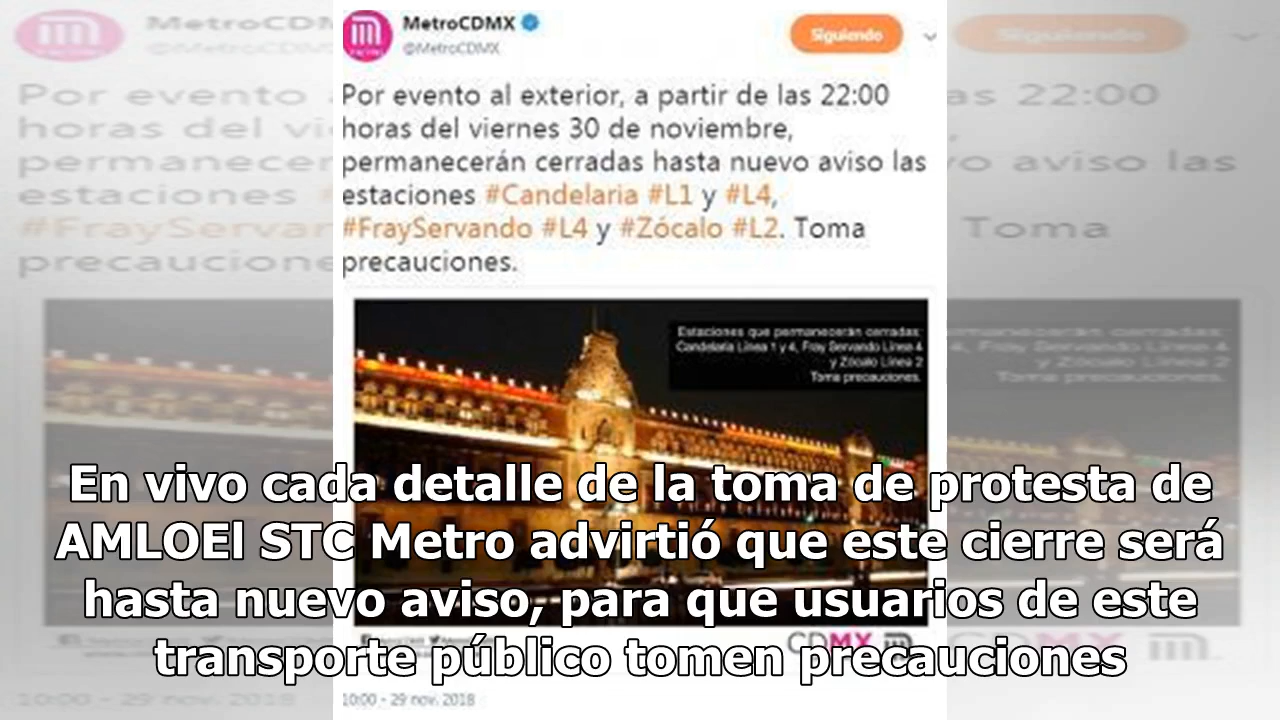 MetroCDMX
@MetroCDMX
Siguiendo
Por evento al exterior, a partir de las 22:00
horas del viernes 30 de noviembre,
permanecerán cerradas hasta nuevo aviso las
estaciones #Candelaria #L1 y #L4,
#FrayServando #L4 y #Zócalo #L2. Toma
precauciones.
Estaciones que permanecerán cerradas:
Candelaria Línea 1 y 4, Fray Servando Línea 4
y Zócalo Línea 2
Toma precauciones.
En vivo cada detalle de la toma de protesta de
AMLOEl STC Metro advirtió que este cierre será
hasta nuevo aviso, para que usuarios de este
transporte público tomen precauciones
CDMX
10:00 - 29 nov. 2018